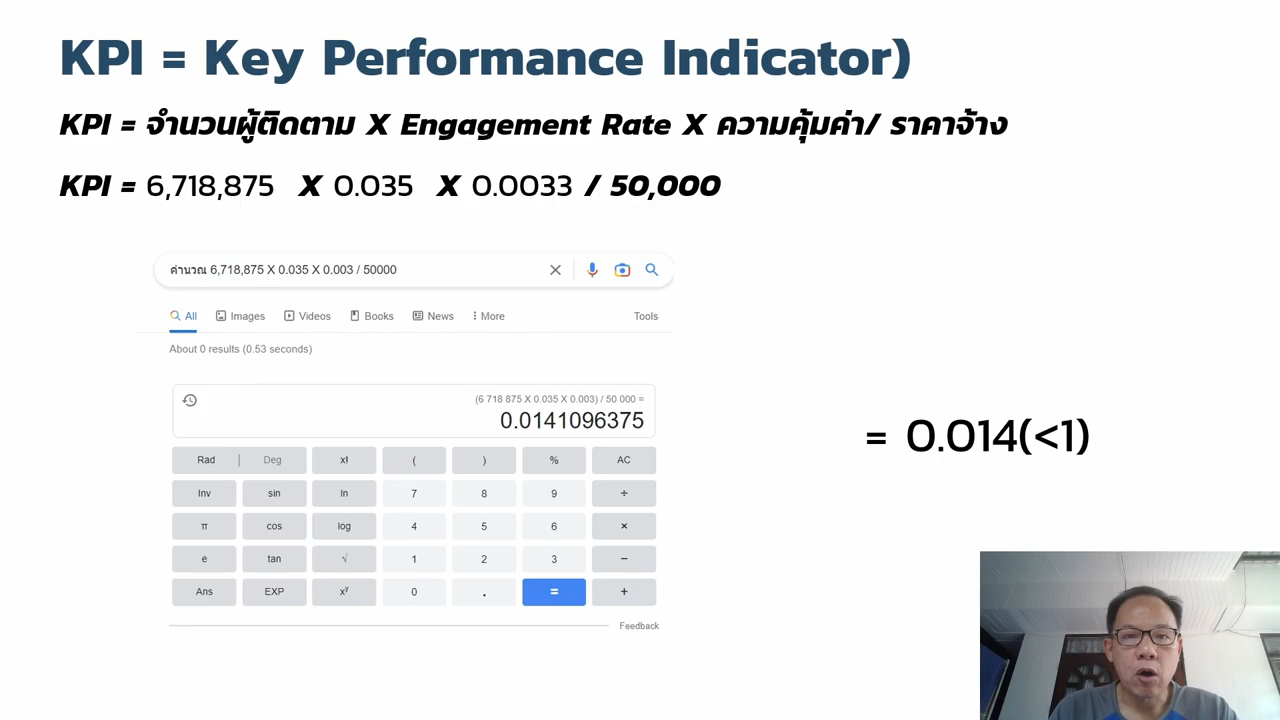 KPI = Key Performance Indicator)
KPI = จำนวนผู้ติดตาม X Engagement Rate X ความคุ้มค่า/ ราคาจ้าง
KPI = 6,718,875 X 0.035 X 0.0033 / 50,000
คำนวณ 6,718,875 X 0.035 X 0.003 / 50000
All Images Videos Books News More Tools
About 0 results (0.53 seconds)
(6 718 875 X 0.035 X 0.003) / 50 000 =
0.0141096375
= 0.014(<1)
Rad | Deg x! ( ) % AC
Inv sin ln 7 8 9 ÷
π cos log 4 5 6 ×
e tan √ 1 2 3 −
Ans EXP xʸ 0 . = +
Feedback